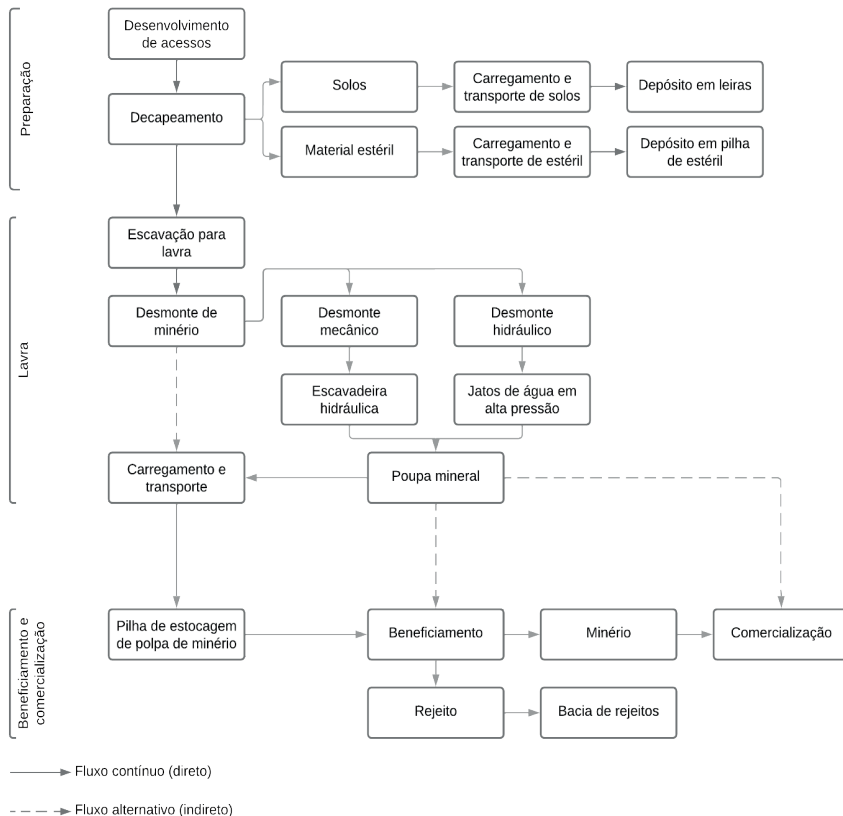 Preparação
Desenvolvimento
de acessos
Decapeamento
Solos
Carregamento e
transporte de solos
Depósito em leiras
Material estéril
Carregamento e
transporte de estéril
Depósito em pilha
de estéril
Lavra
Escavação para
lavra
Desmonte de
minério
Desmonte
mecânico
Desmonte
hidráulico
Escavadeira
hidráulica
Jatos de água em
alta pressão
Carregamento e
transporte
Poupa mineral
Beneficiamento e
comercialização
Pilha de estocagem
de polpa de minério
Beneficiamento
Minério
Comercialização
Rejeito
Bacia de rejeitos
Fluxo contínuo (direto)
Fluxo alternativo (indireto)